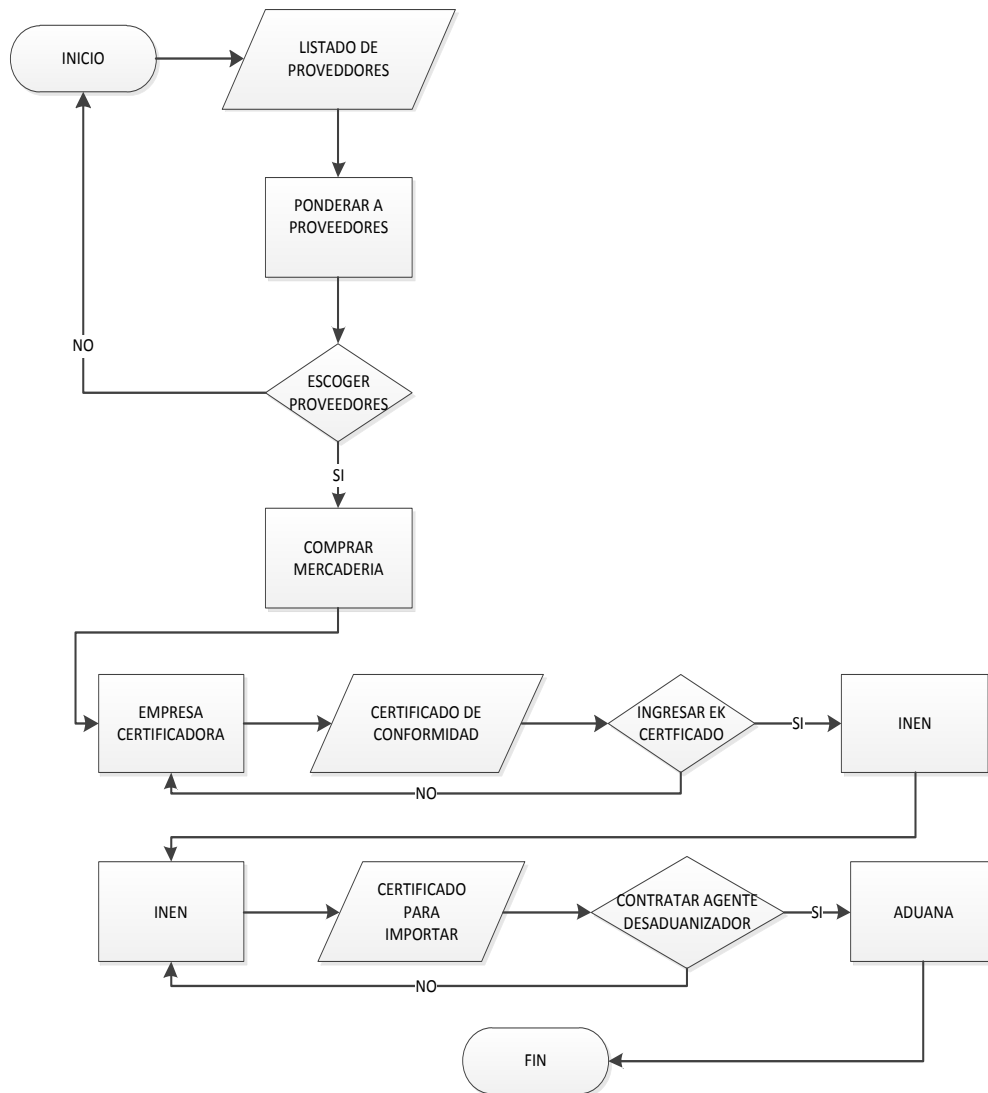 INICIO
LISTADO DE
PROVEDDORES
PONDERAR A
PROVEEDORES
NO
ESCOGER
PROVEEDORES
SI
COMPRAR
MERCADERIA
EMPRESA
CERTIFICADORA
CERTIFICADO DE
CONFORMIDAD
INGRESAR EK
CERTFICADO
SI
INEN
NO
INEN
CERTIFICADO
PARA
IMPORTAR
CONTRATAR AGENTE
DESADUANIZADOR
SI
ADUANA
NO
FIN